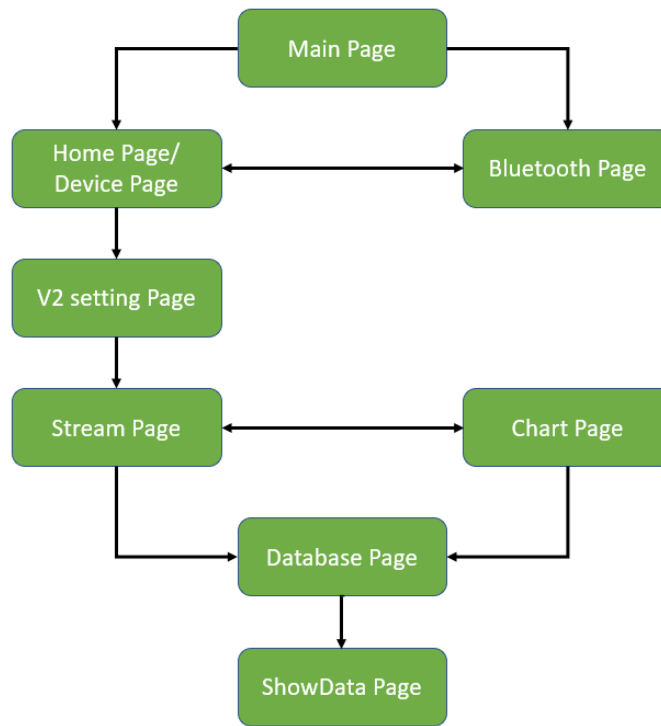 Main Page
Home Page/
Device Page
Bluetooth Page
V2 setting Page
Stream Page
Chart Page
Database Page
ShowData Page